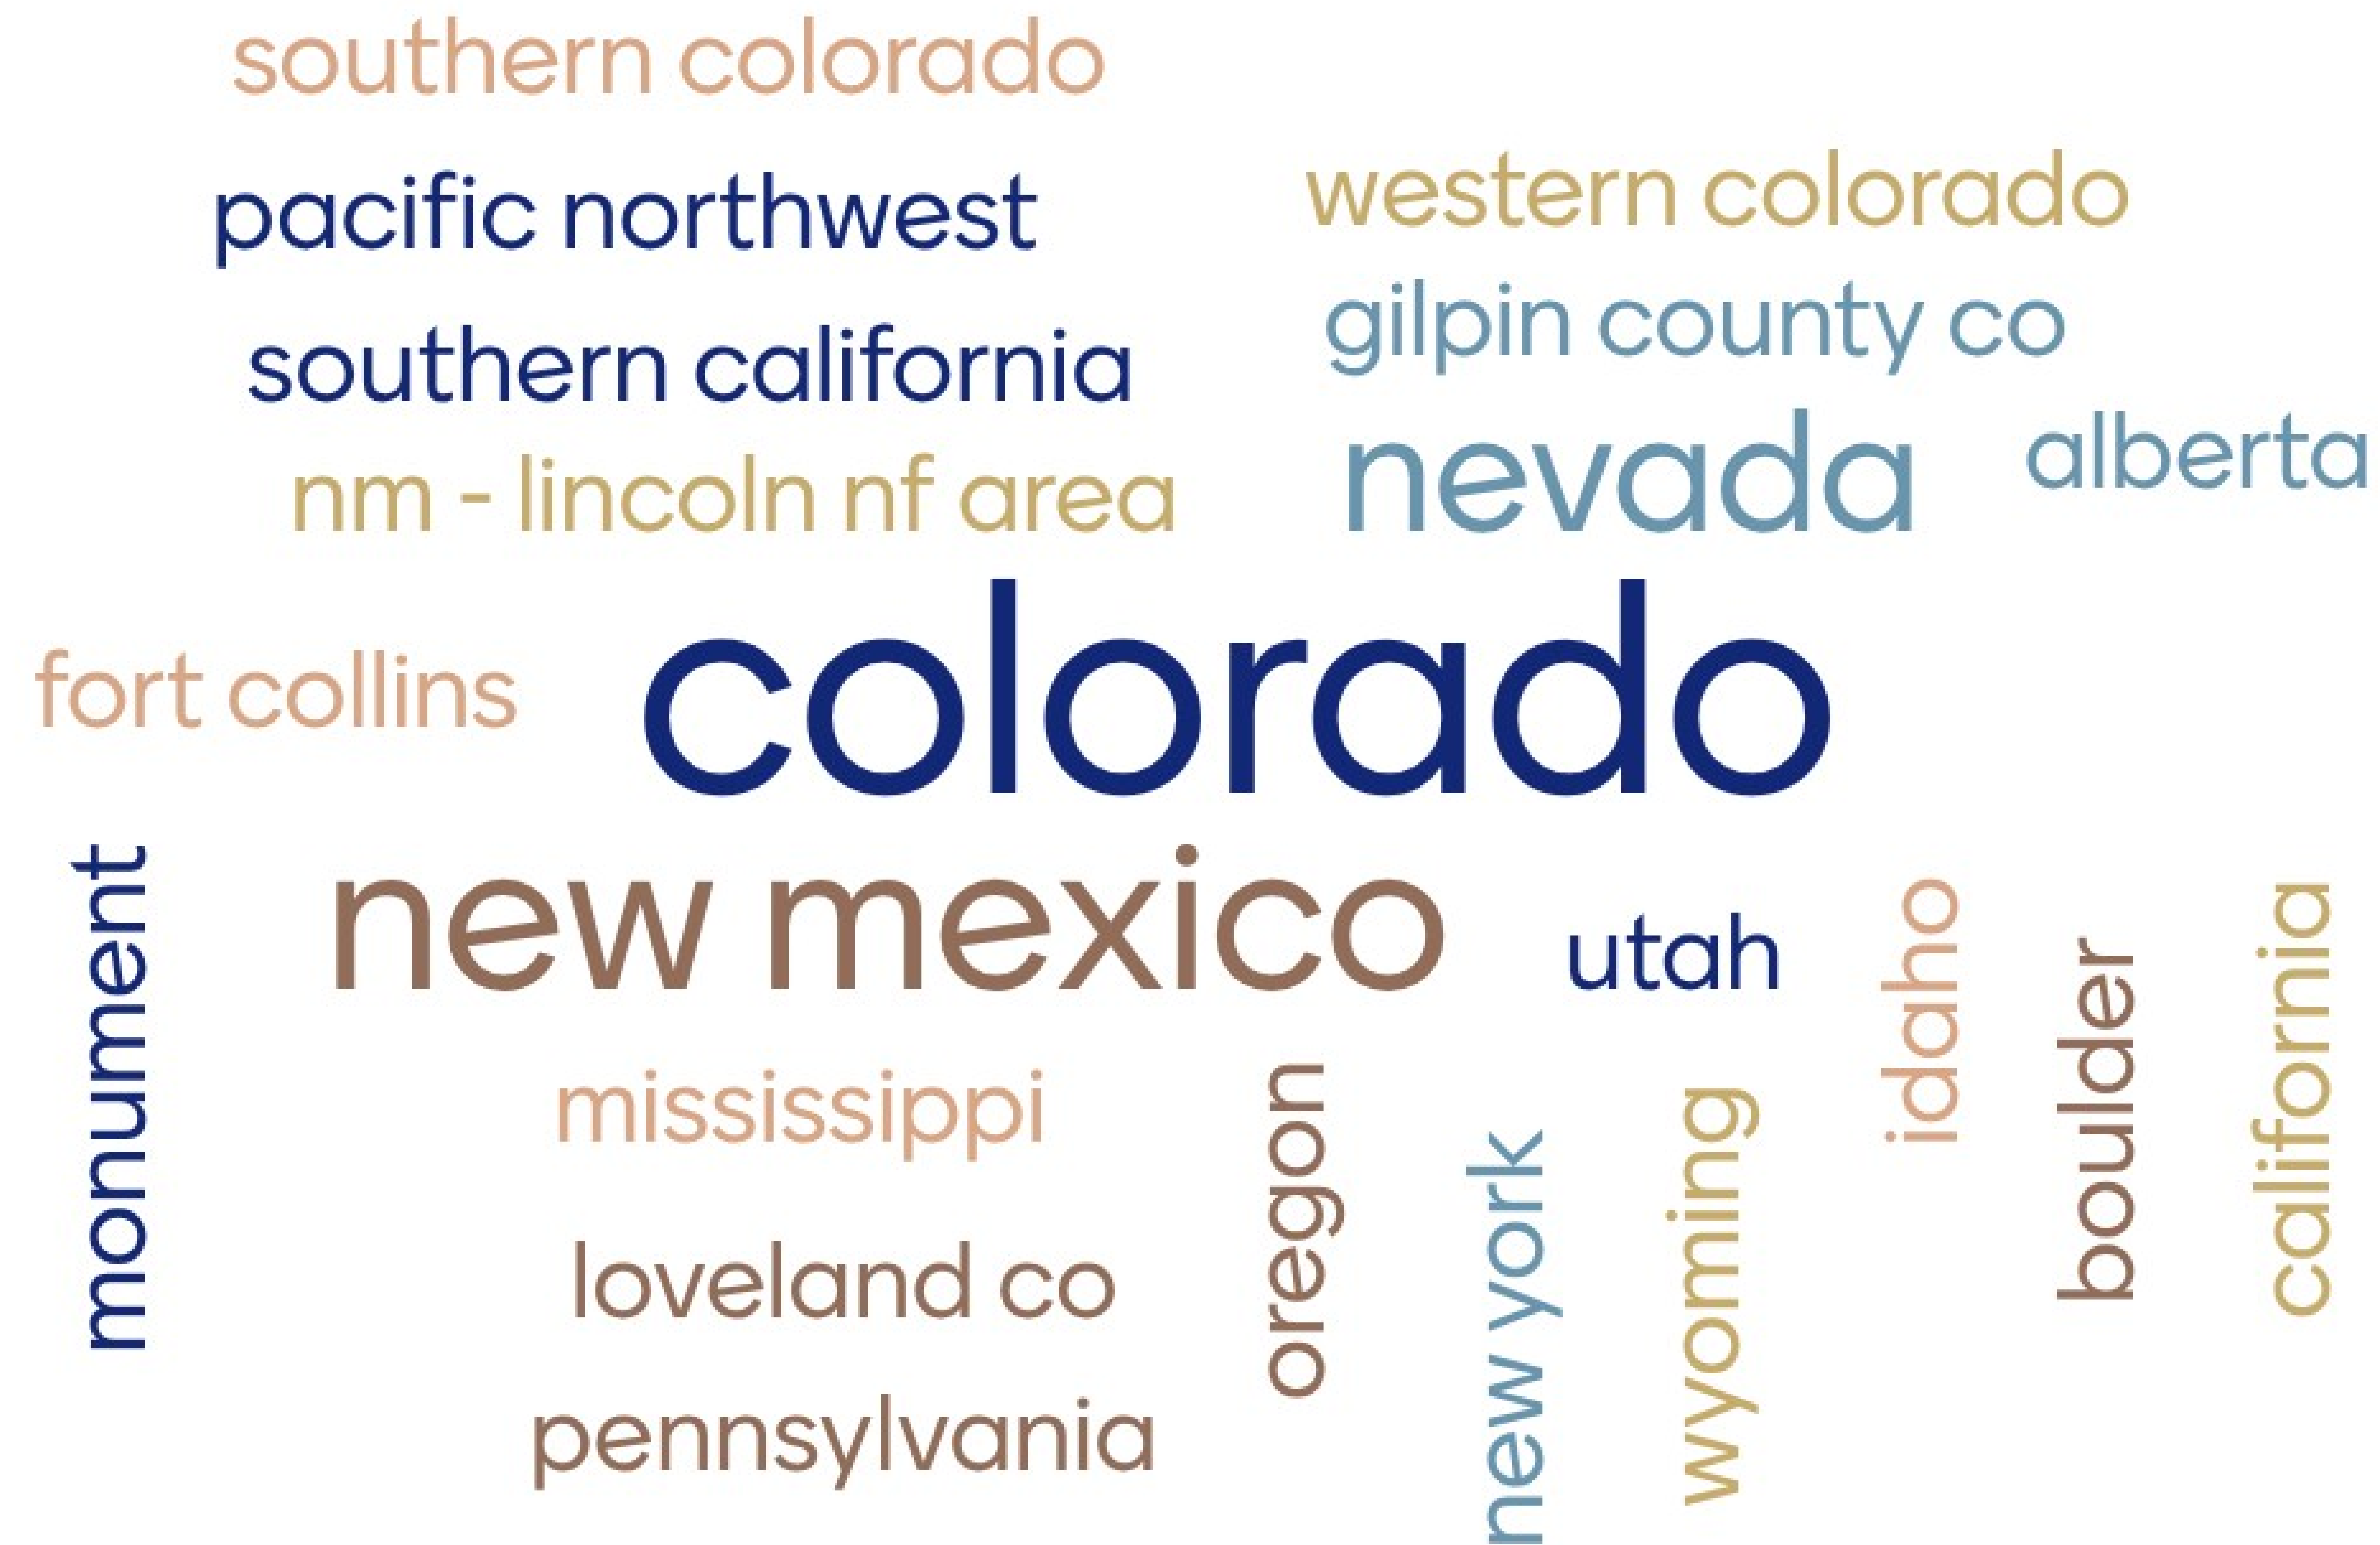 southern colorado
pacific northwest
western colorado
gilpin county co
southern california
nevada
alberta
nm - lincoln nf area
colorado
fort collins
new mexico
utah
monument
idaho
boulder
california
mississippi
oregon
new york
wyoming
loveland co
pennsylvania